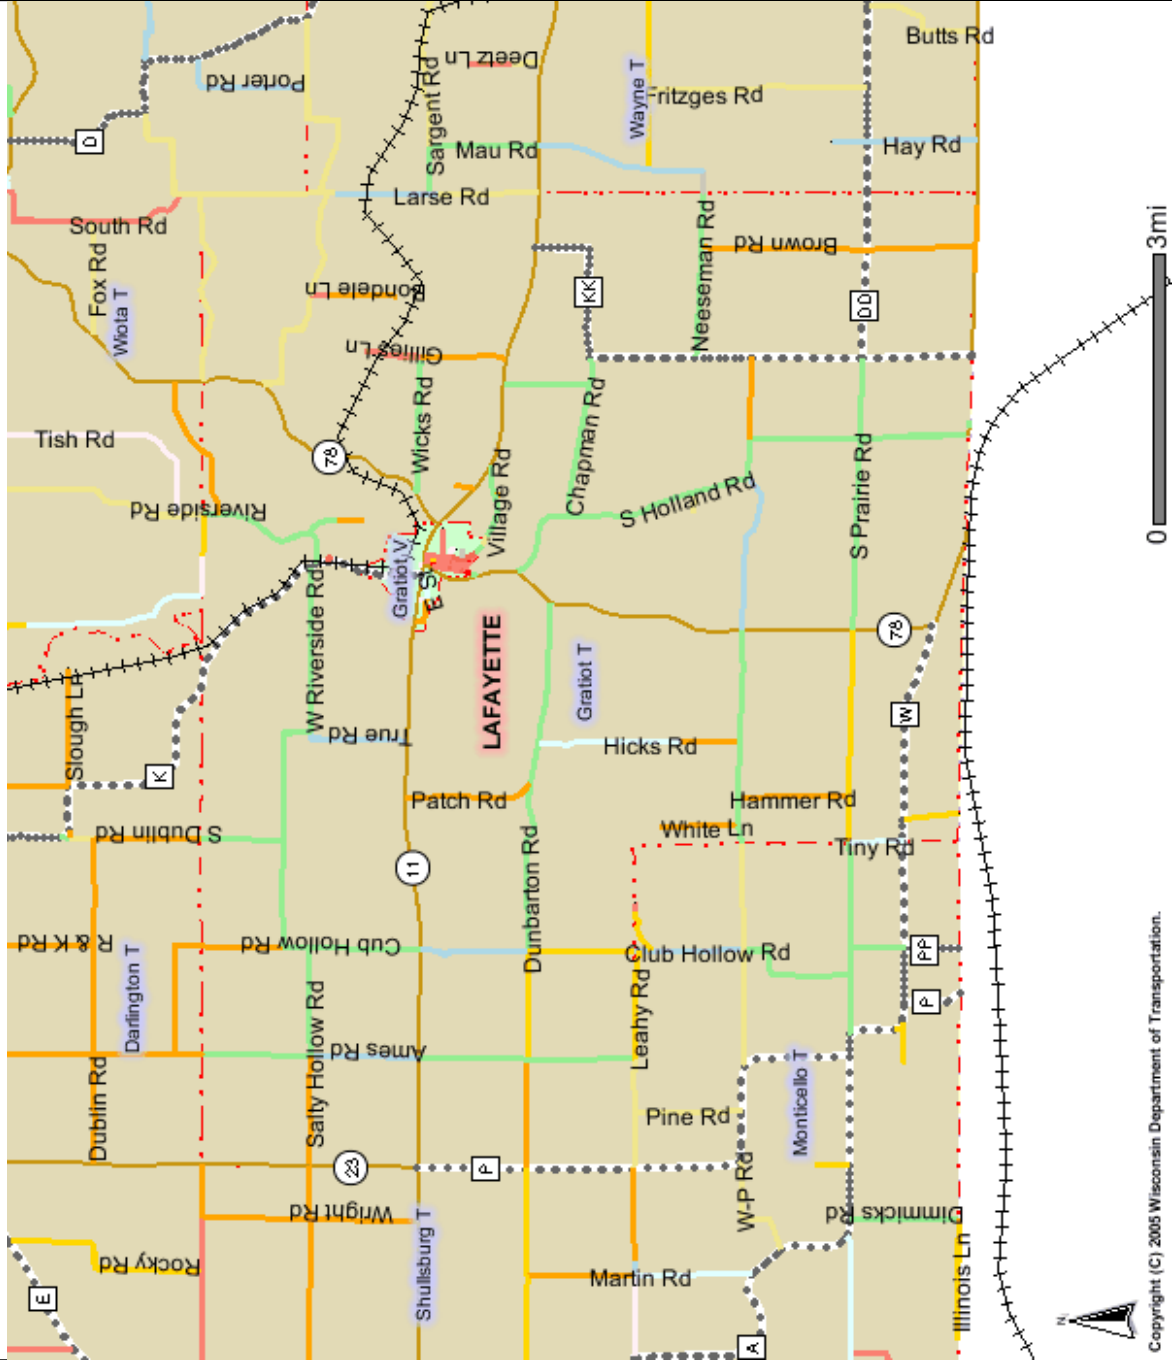 Butts Rd
Deetz Ln
Porter Rd
Wayne T
Fritzges Rd
Sargent Rd
D
Mau Rd
Hay Rd
Larse Rd
South Rd
Fox Rd
Wiota T
Bondele Ln
KK
Neeseman Rd
Brown Rd
DD
3mi
0
Gillies Ln
Wicks Rd
Chapman Rd
Tish Rd
78
Riverside Rd
Village Rd
S Holland Rd
S Prairie Rd
Gratiot V
E S
W Riverside Rd
LAFAYETTE
Gratiot T
78
Slough Ln
True Rd
Hicks Rd
W
K
Patch Rd
Hammer Rd
White Ln
S Dublin Rd
Tiny Rd
11
Dunbarton Rd
R & K Rd
Cub Hollow Rd
Club Hollow Rd
PP
Darlington T
P
Salty Hollow Rd
Leahy Rd
Ames Rd
Dublin Rd
Monticello T
Pine Rd
23
P
W-P Rd
Wright Rd
Dimmicks Rd
Shullsburg T
Rocky Rd
Martin Rd
Illinois Ln
E
A
N
Copyright (C) 2005 Wisconsin Department of Transportation.